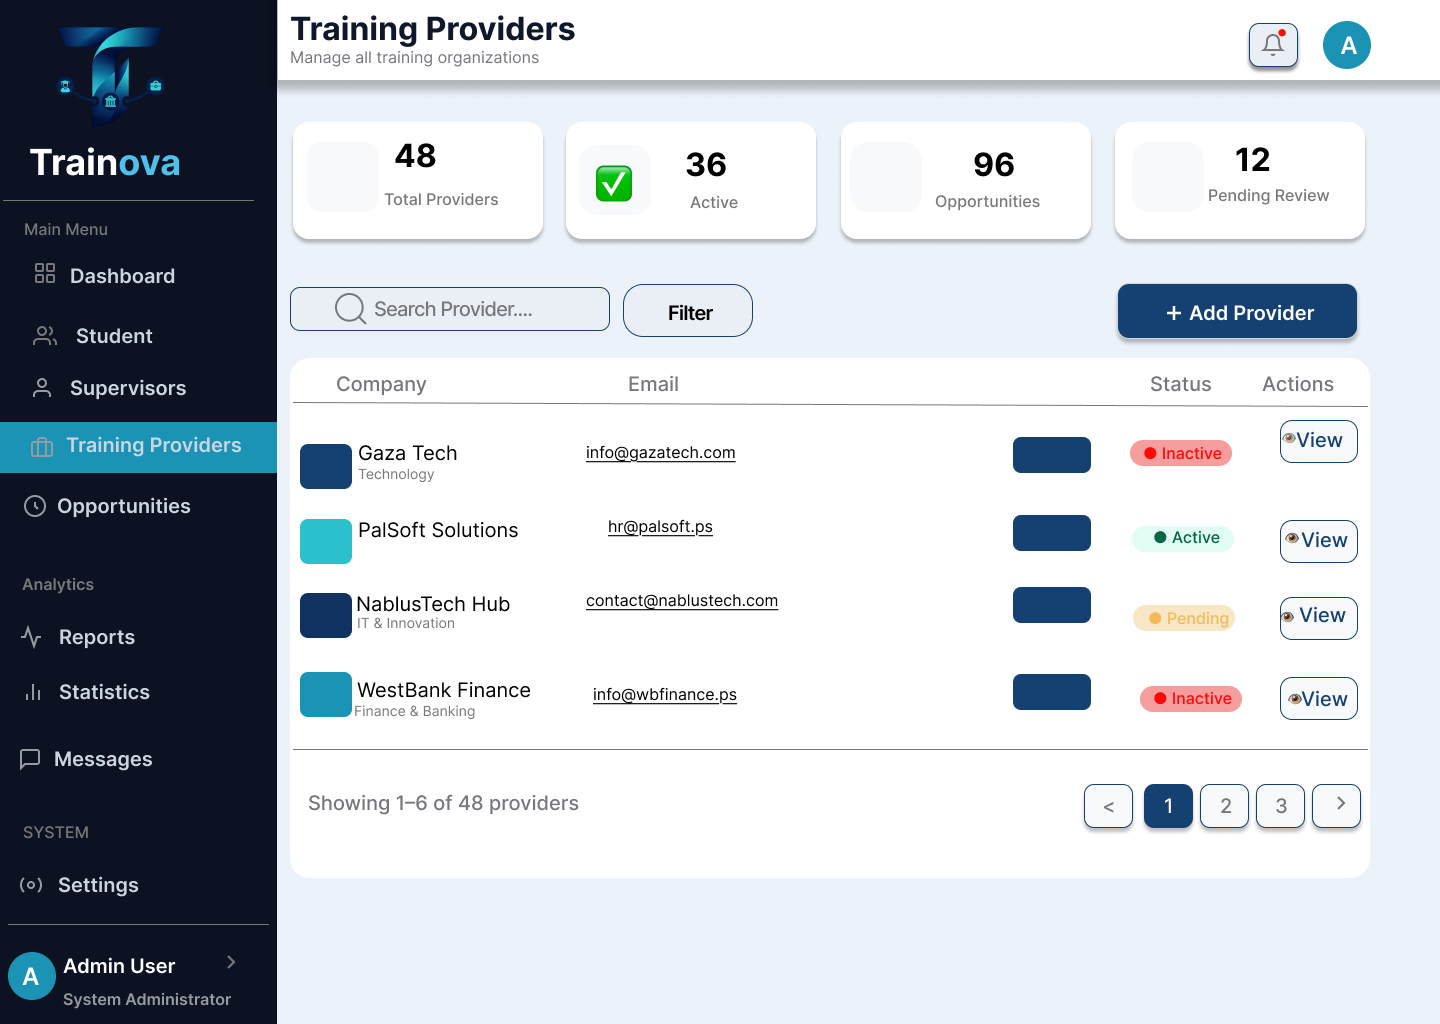 Trainova
Main Menu
Dashboard
Student
Supervisors
Training Providers
Opportunities
Analytics
Reports
Statistics
Messages
SYSTEM
Settings
A
Admin User
System Administrator
Training Providers
Manage all training organizations
A
48
Total Providers
36
Active
96
Opportunities
12
Pending Review
Search Provider....
Filter
+ Add Provider
Company Email Status Actions
Gaza Tech info@gazatech.com Inactive View
Technology
PalSoft Solutions hr@palsoft.ps Active View
NablusTech Hub contact@nablustech.com Pending View
IT & Innovation
WestBank Finance info@wbfinance.ps Inactive View
Finance & Banking
Showing 1–6 of 48 providers < 1 2 3 >